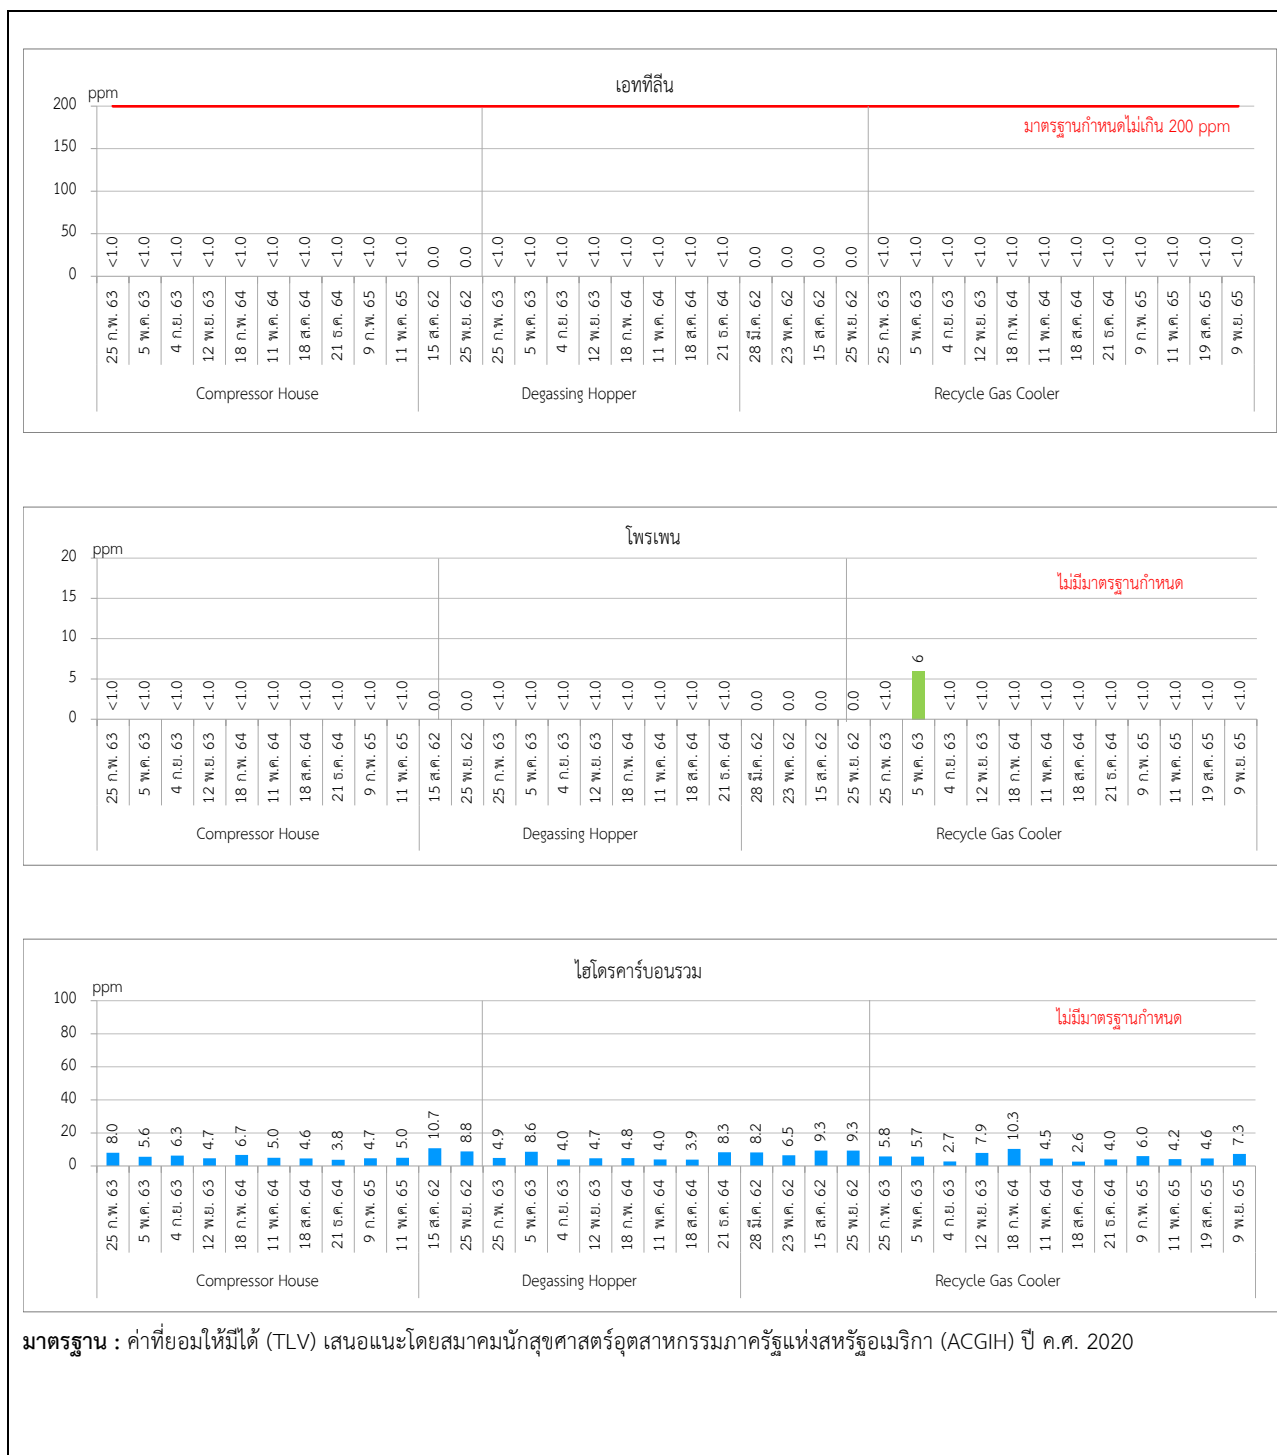 เอททีลีน
ppm
200
150
100
50
0
มาตรฐานกำหนดไม่เกิน 200 ppm
<1.0 <1.0 <1.0 <1.0 <1.0 <1.0 <1.0 <1.0 <1.0 <1.0 0.0 0.0 <1.0 <1.0 <1.0 <1.0 <1.0 <1.0 <1.0 <1.0 0.0 0.0 0.0 0.0 <1.0 <1.0 <1.0 <1.0 <1.0 <1.0 <1.0 <1.0 <1.0 <1.0 <1.0 <1.0
25 ก.พ. 63 5 พ.ค. 63 4 ก.ย. 63 12 พ.ย. 63 18 ก.พ. 64 11 พ.ค. 64 18 ส.ค. 64 21 ธ.ค. 64 9 ก.พ. 65 11 พ.ค. 65 15 ส.ค. 62 25 พ.ย. 62 25 ก.พ. 63 5 พ.ค. 63 4 ก.ย. 63 12 พ.ย. 63 18 ก.พ. 64 11 พ.ค. 64 18 ส.ค. 64 21 ธ.ค. 64 28 มี.ค. 62 23 พ.ค. 62 15 ส.ค. 62 25 พ.ย. 62 25 ก.พ. 63 5 พ.ค. 63 4 ก.ย. 63 12 พ.ย. 63 18 ก.พ. 64 11 พ.ค. 64 18 ส.ค. 64 21 ธ.ค. 64 9 ก.พ. 65 11 พ.ค. 65 19 ส.ค. 65 9 พ.ย. 65
Compressor House Degassing Hopper Recycle Gas Cooler
โพรเพน
ppm
20
15
10
5
0
ไม่มีมาตรฐานกำหนด
<1.0 <1.0 <1.0 <1.0 <1.0 <1.0 <1.0 <1.0 <1.0 <1.0 0.0 0.0 <1.0 <1.0 <1.0 <1.0 <1.0 <1.0 <1.0 <1.0 0.0 0.0 0.0 0.0 <1.0 6 <1.0 <1.0 <1.0 <1.0 <1.0 <1.0 <1.0 <1.0 <1.0 <1.0
25 ก.พ. 63 5 พ.ค. 63 4 ก.ย. 63 12 พ.ย. 63 18 ก.พ. 64 11 พ.ค. 64 18 ส.ค. 64 21 ธ.ค. 64 9 ก.พ. 65 11 พ.ค. 65 15 ส.ค. 62 25 พ.ย. 62 25 ก.พ. 63 5 พ.ค. 63 4 ก.ย. 63 12 พ.ย. 63 18 ก.พ. 64 11 พ.ค. 64 18 ส.ค. 64 21 ธ.ค. 64 28 มี.ค. 62 23 พ.ค. 62 15 ส.ค. 62 25 พ.ย. 62 25 ก.พ. 63 5 พ.ค. 63 4 ก.ย. 63 12 พ.ย. 63 18 ก.พ. 64 11 พ.ค. 64 18 ส.ค. 64 21 ธ.ค. 64 9 ก.พ. 65 11 พ.ค. 65 19 ส.ค. 65 9 พ.ย. 65
Compressor House Degassing Hopper Recycle Gas Cooler
ไฮโดรคาร์บอนรวม
ppm
100
80
60
40
20
0
ไม่มีมาตรฐานกำหนด
8.0 5.6 6.3 4.7 6.7 5.0 4.6 3.8 4.7 5.0 10.7 8.8 4.9 8.6 4.0 4.7 4.8 4.0 3.9 8.3 8.2 6.5 9.3 9.3 5.8 5.7 2.7 7.9 10.3 4.5 2.6 4.0 6.0 4.2 4.6 7.3
25 ก.พ. 63 5 พ.ค. 63 4 ก.ย. 63 12 พ.ย. 63 18 ก.พ. 64 11 พ.ค. 64 18 ส.ค. 64 21 ธ.ค. 64 9 ก.พ. 65 11 พ.ค. 65 15 ส.ค. 62 25 พ.ย. 62 25 ก.พ. 63 5 พ.ค. 63 4 ก.ย. 63 12 พ.ย. 63 18 ก.พ. 64 11 พ.ค. 64 18 ส.ค. 64 21 ธ.ค. 64 28 มี.ค. 62 23 พ.ค. 62 15 ส.ค. 62 25 พ.ย. 62 25 ก.พ. 63 5 พ.ค. 63 4 ก.ย. 63 12 พ.ย. 63 18 ก.พ. 64 11 พ.ค. 64 18 ส.ค. 64 21 ธ.ค. 64 9 ก.พ. 65 11 พ.ค. 65 19 ส.ค. 65 9 พ.ย. 65
Compressor House Degassing Hopper Recycle Gas Cooler
มาตรฐาน : ค่าที่ยอมให้มีได้ (TLV) เสนอแนะโดยสมาคมนักสุขศาสตร์อุตสาหกรรมภาครัฐแห่งสหรัฐอเมริกา (ACGIH) ปี ค.ศ. 2020